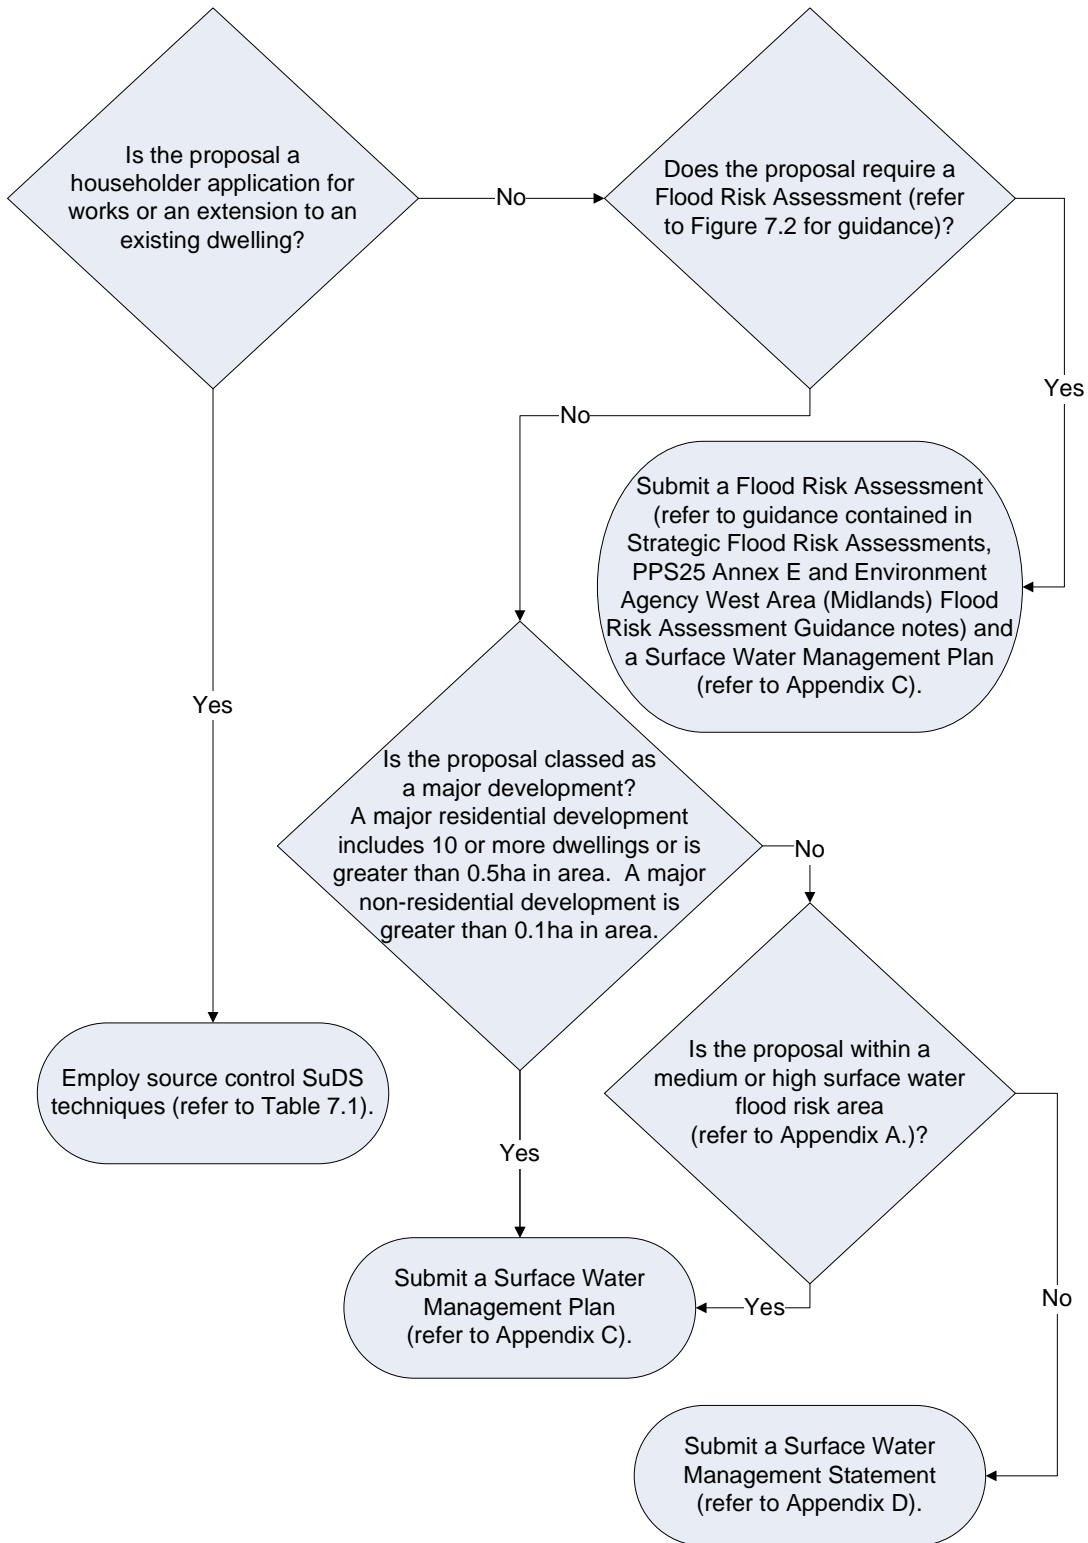 Is the proposal a
householder application for
works or an extension to an
existing dwelling?
No
Does the proposal require a
Flood Risk Assessment (refer
to Figure 7.2 for guidance)?
Yes
No
Submit a Flood Risk Assessment
(refer to guidance contained in
Strategic Flood Risk Assessments,
PPS25 Annex E and Environment
Agency West Area (Midlands) Flood
Risk Assessment Guidance notes) and
a Surface Water Management Plan
(refer to Appendix C).
Yes
Is the proposal classed as
a major development?
A major residential development
includes 10 or more dwellings or is
greater than 0.5ha in area.  A major
non-residential development is
greater than 0.1ha in area.
No
Employ source control SuDS
techniques (refer to Table 7.1).
Is the proposal within a
medium or high surface water
flood risk area
(refer to Appendix A.)?
Yes
Submit a Surface Water
Management Plan
(refer to Appendix C).
Yes
No
Submit a Surface Water
Management Statement
(refer to Appendix D).